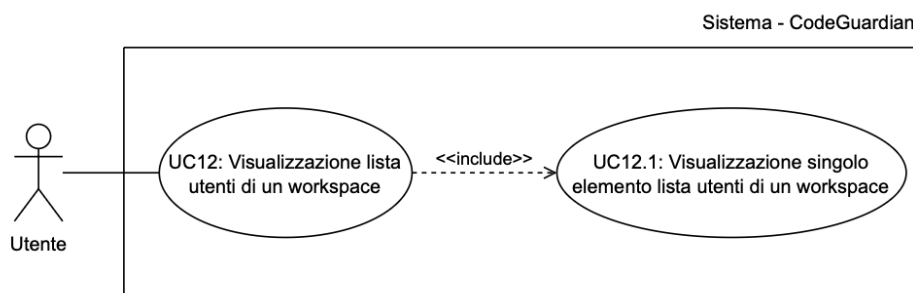 Sistema - CodeGuardian
UC12: Visualizzazione lista
utenti di un workspace
<<include>>
UC12.1: Visualizzazione singolo
elemento lista utenti di un workspace
Utente